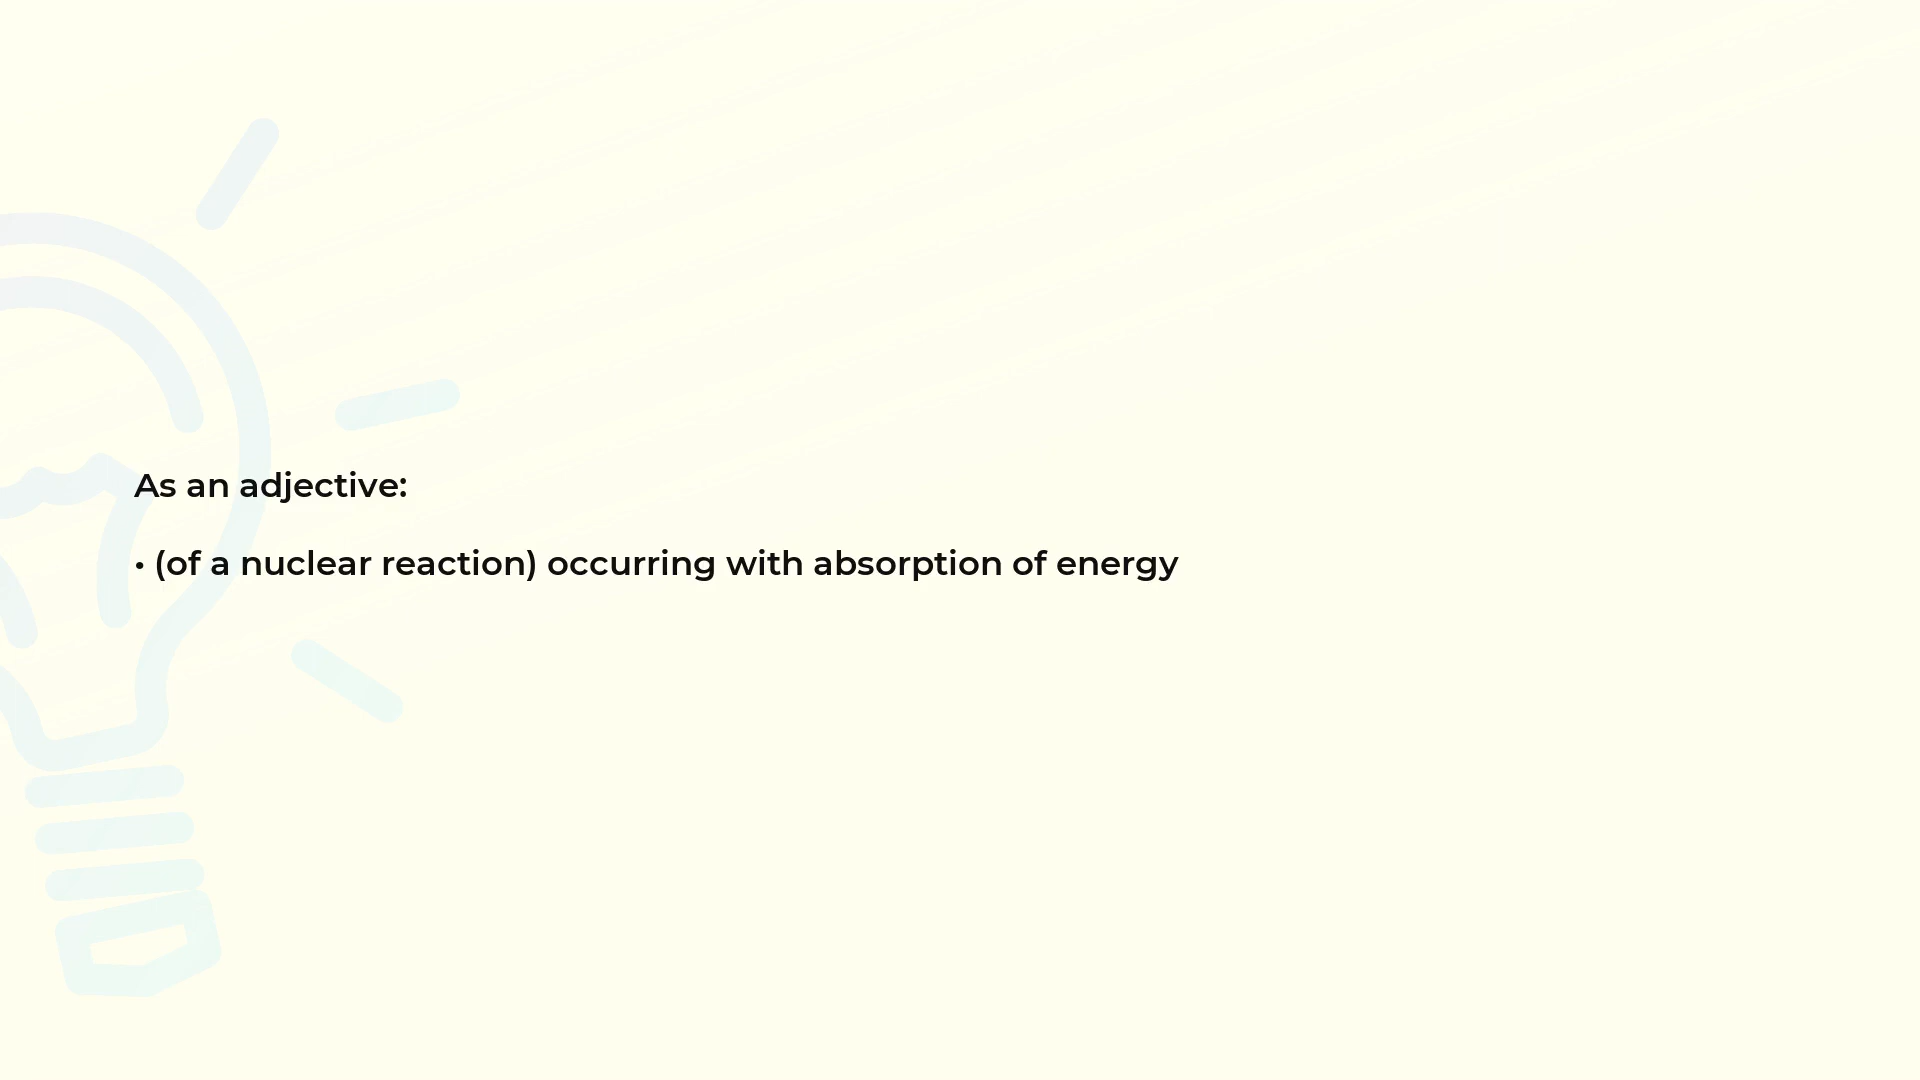 As an adjective:
• (of a nuclear reaction) occurring with absorption of energy